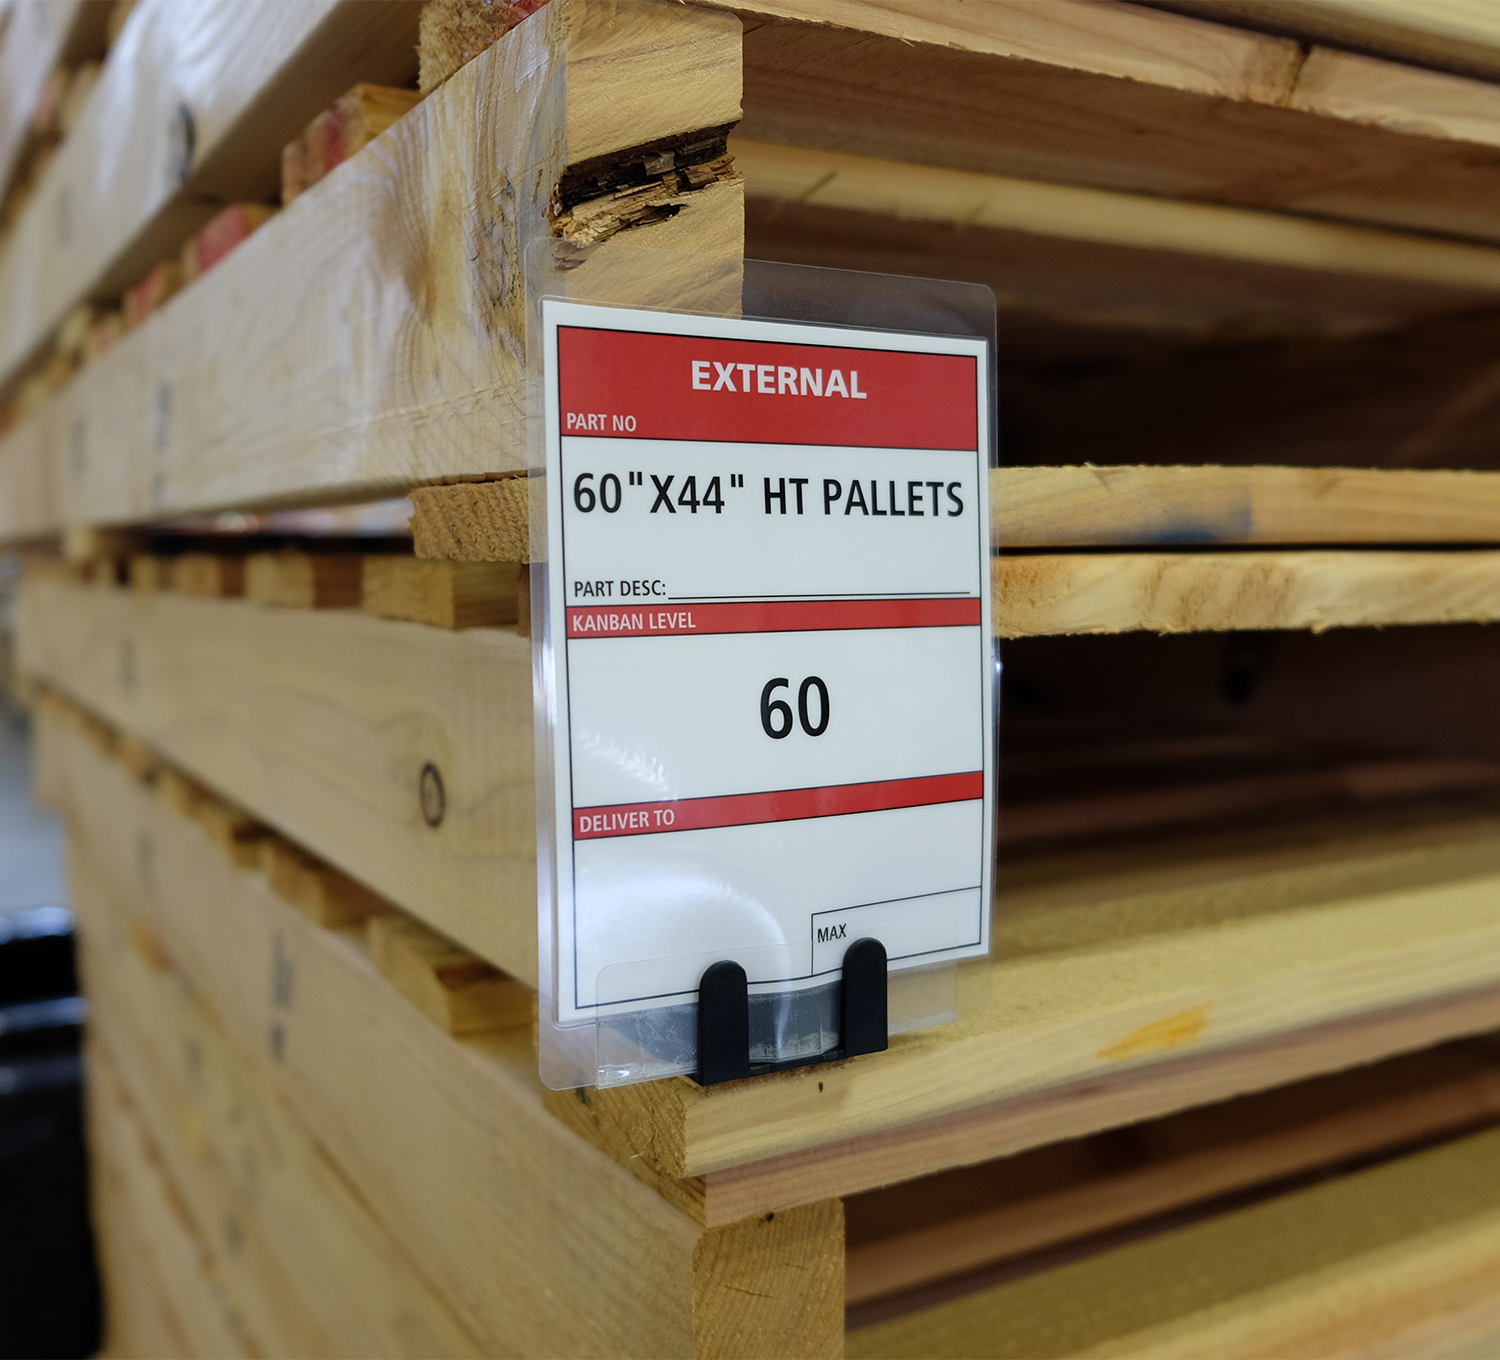 EXTERNAL
PART NO
60"X44" HT PALLETS
PART DESC:
KANBAN LEVEL
60
DELIVER TO
MAX